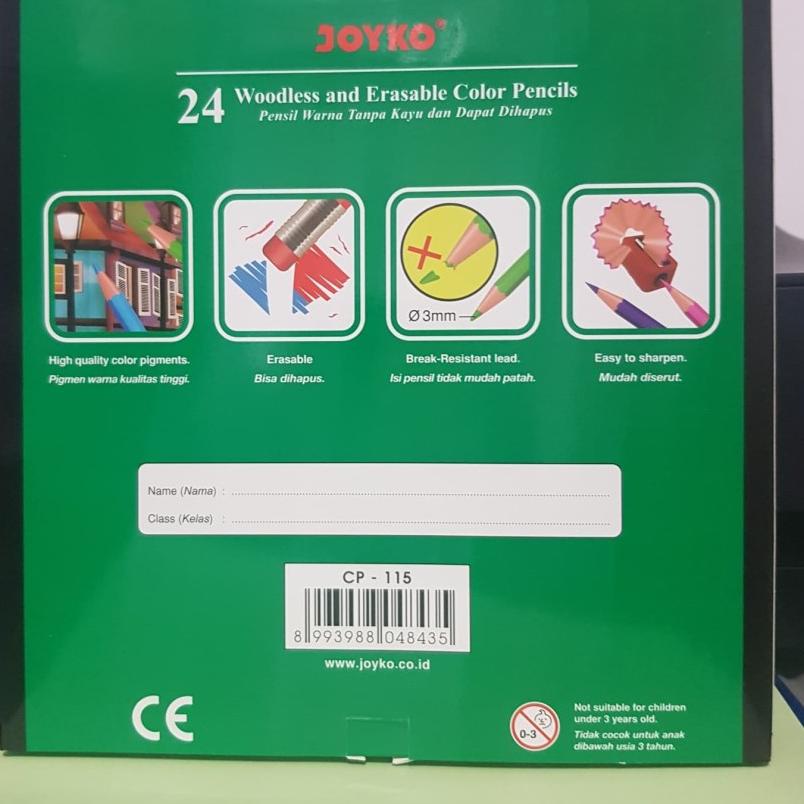 JOYKO®
24 Woodless and Erasable Color Pencils
Pensil Warna Tanpa Kayu dan Dapat Dihapus
Ø 3mm
High quality color pigments.
Pigmen warna kualitas tinggi.
Erasable
Bisa dihapus.
Break-Resistant lead.
Isi pensil tidak mudah patah.
Easy to sharpen.
Mudah diserut.
Name (Nama) :
Class (Kelas) :
CP - 115
8 993988 048435
www.joyko.co.id
CE
0-3
Not suitable for children
under 3 years old.
Tidak cocok untuk anak
dibawah usia 3 tahun.